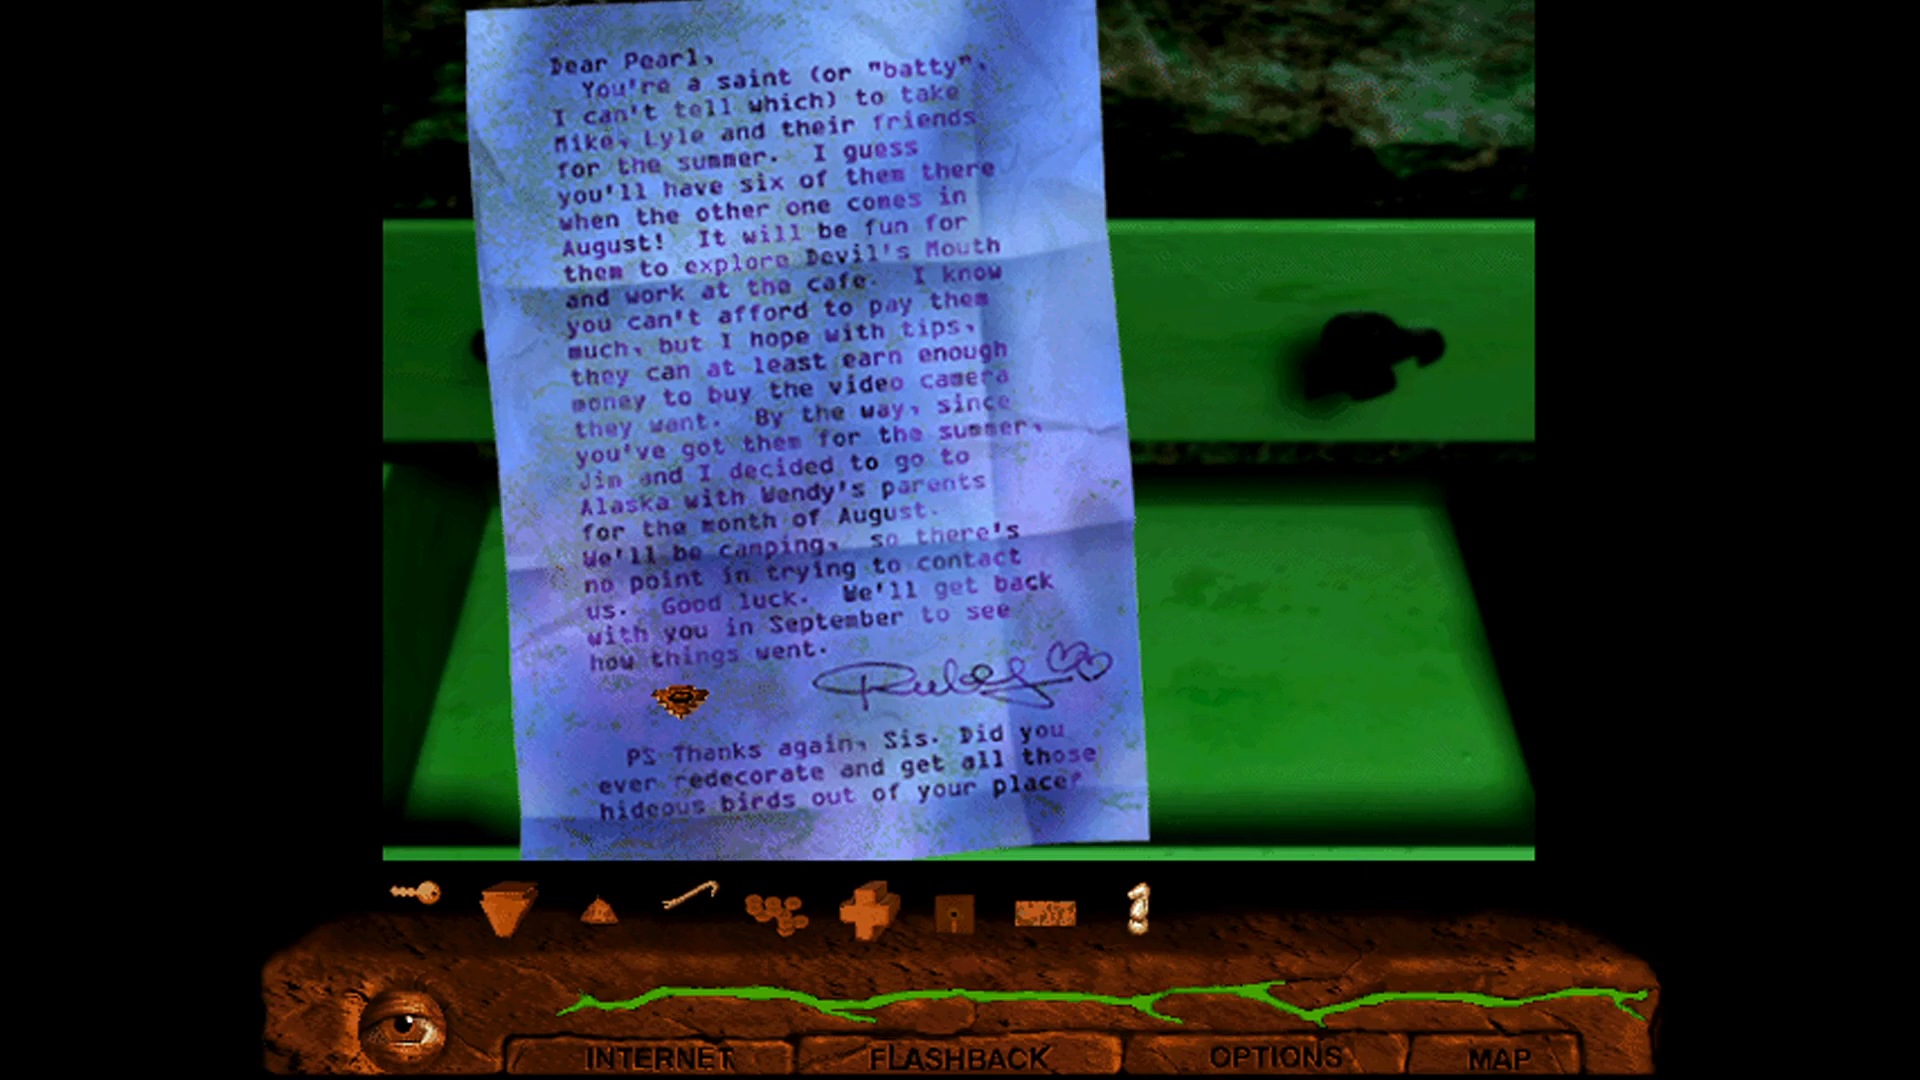 Dear Pearl,
You're a saint (or "batty",
I can't tell which) to take
Mike, Lyle and their friends
for the summer. I guess
you'll have six of them there
when the other one comes in
August! It will be fun for
them to explore Devil's Mouth
and work at the cafe. I know
you can't afford to pay them
much, but I hope with tips,
they can at least earn enough
money to buy the video camera
they want. By the way, since
you've got them for the summer,
Jim and I decided to go to
Alaska with Wendy's parents
for the month of August.
We'll be camping, so there's
no point in trying to contact
us. Good luck. We'll get back
with you in September to see
how things went.
Ruby
PS Thanks again, Sis. Did you
ever redecorate and get all those
hideous birds out of your place?
INTERNET
FLASHBACK
OPTIONS
MAP